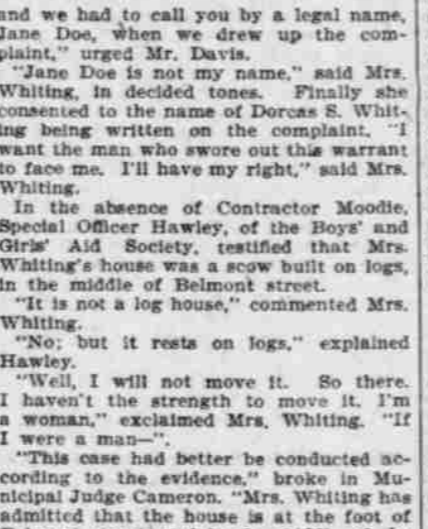 and we had to call you by a legal name,
Jane Doe, when we drew up the com-
plaint," urged Mr. Davis.
"Jane Doe is not my name," said Mrs.
Whiting, in decided tones. Finally she
consented to the name of Dorcas S. Whit-
ing being written on the complaint. "I
want the man who swore out this warrant
to face me. I'll have my right," said Mrs.
Whiting.
In the absence of Contractor Moodie,
Special Officer Hawley, of the Boys' and
Girls' Aid Society, testified that Mrs.
Whiting's house was a scow built on logs,
in the middle of Belmont street.
"It is not a log house," commented Mrs.
Whiting.
"No; but it rests on logs," explained
Hawley.
"Well, I will not move it. So there.
I haven't the strength to move it. I'm
a woman," exclaimed Mrs. Whiting. "If
I were a man—".
"This case had better be conducted ac-
cording to the evidence," broke in Mu-
nicipal Judge Cameron. "Mrs. Whiting has
admitted that the house is at the foot of